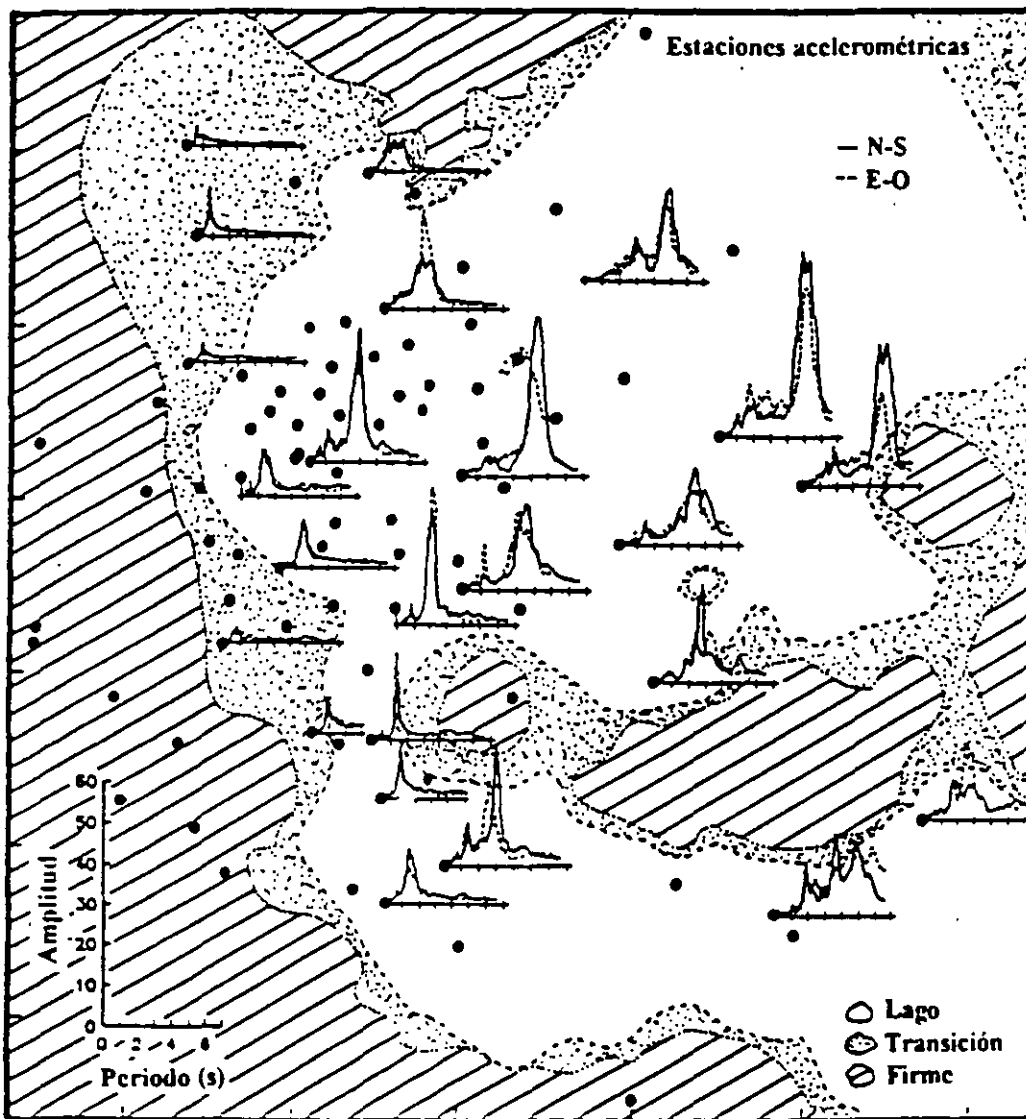 Estaciones acelerométricas
N-S
E-O
60
50
40
30
20
10
0
Amplitud
0 2 4 6
Periodo (s)
Lago
Transición
Firme